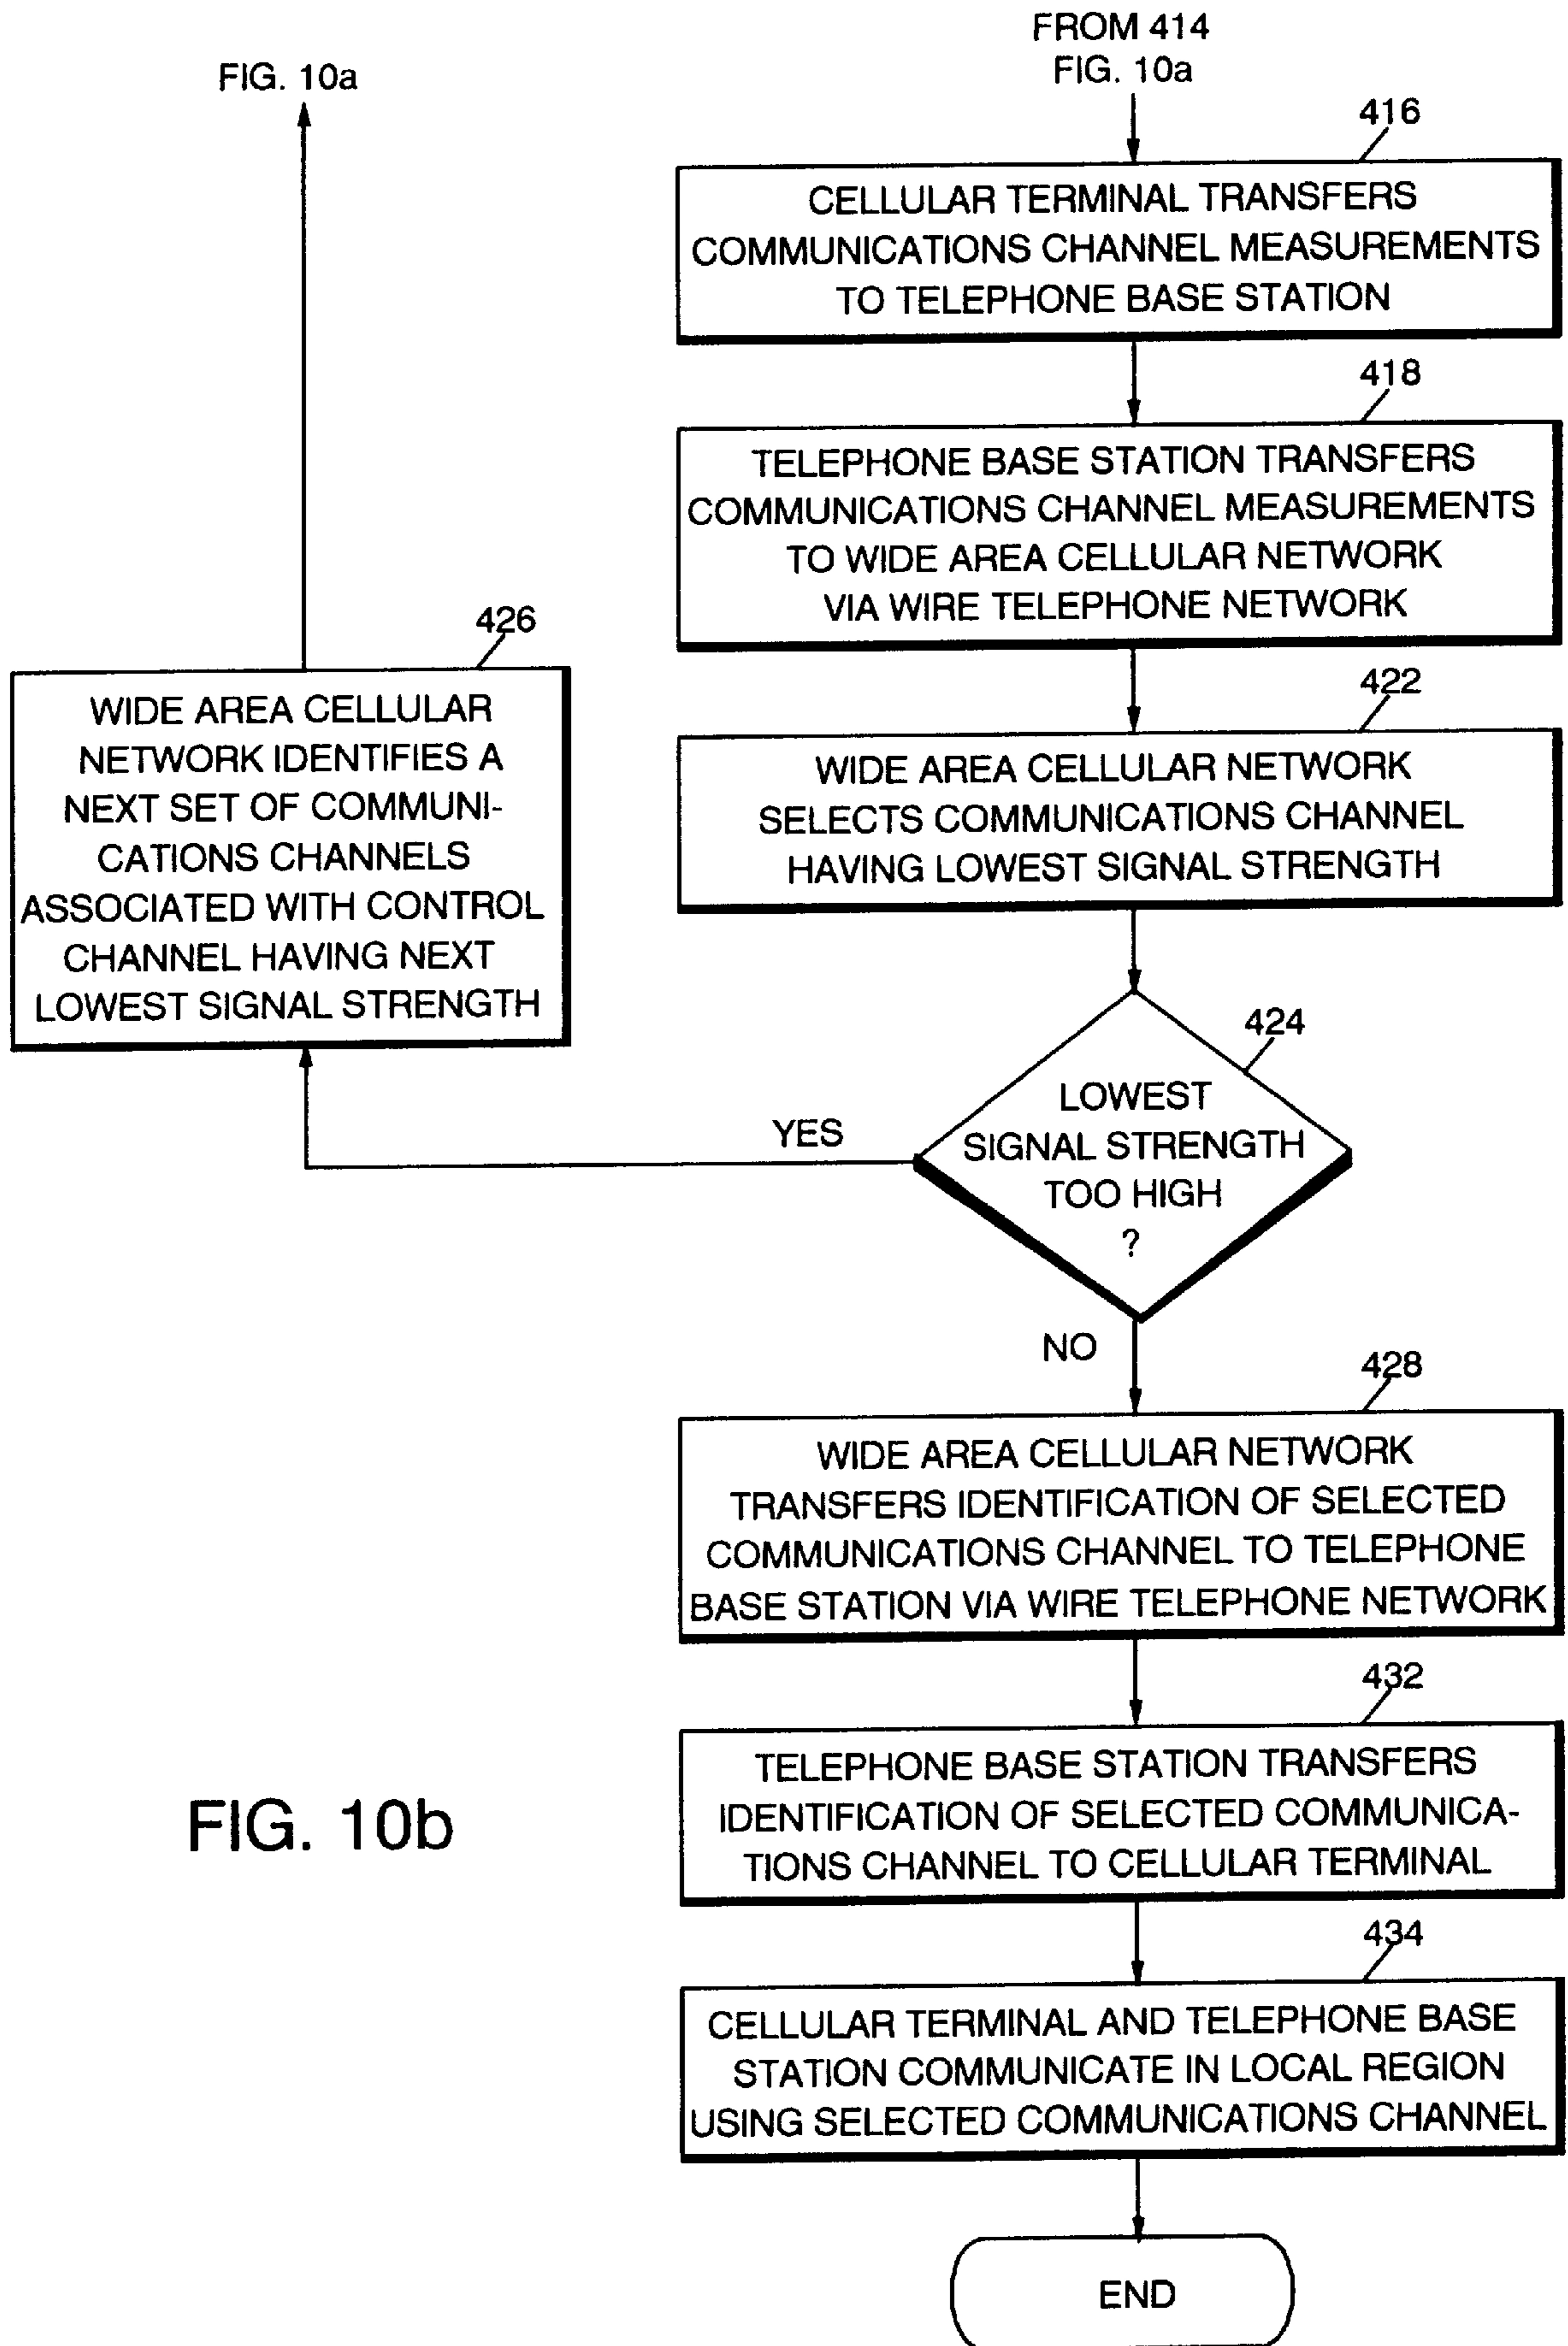 FROM 414
FIG. 10a
FIG. 10a
416
CELLULAR TERMINAL TRANSFERS
COMMUNICATIONS CHANNEL MEASUREMENTS
TO TELEPHONE BASE STATION
418
TELEPHONE BASE STATION TRANSFERS
COMMUNICATIONS CHANNEL MEASUREMENTS
TO WIDE AREA CELLULAR NETWORK
VIA WIRE TELEPHONE NETWORK
422
WIDE AREA CELLULAR NETWORK
SELECTS COMMUNICATIONS CHANNEL
HAVING LOWEST SIGNAL STRENGTH
426
WIDE AREA CELLULAR
NETWORK IDENTIFIES A
NEXT SET OF COMMUNI-
CATIONS CHANNELS
ASSOCIATED WITH CONTROL
CHANNEL HAVING NEXT
LOWEST SIGNAL STRENGTH
424
LOWEST
SIGNAL STRENGTH
TOO HIGH
?
YES
NO
428
WIDE AREA CELLULAR NETWORK
TRANSFERS IDENTIFICATION OF SELECTED
COMMUNICATIONS CHANNEL TO TELEPHONE
BASE STATION VIA WIRE TELEPHONE NETWORK
432
TELEPHONE BASE STATION TRANSFERS
IDENTIFICATION OF SELECTED COMMUNICA-
TIONS CHANNEL TO CELLULAR TERMINAL
434
CELLULAR TERMINAL AND TELEPHONE BASE
STATION COMMUNICATE IN LOCAL REGION
USING SELECTED COMMUNICATIONS CHANNEL
END
FIG. 10b